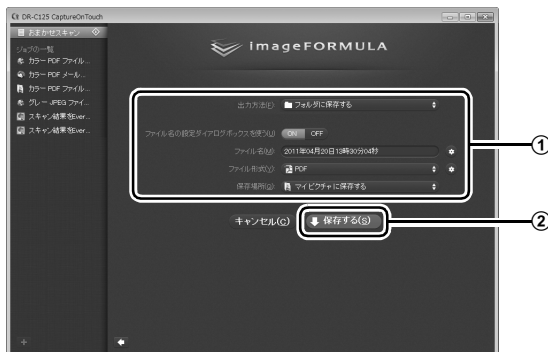 DR-C125 CaptureOnTouch
おまかせスキャン
ジョブの一覧
カラー PDF ファイル...
カラー PDF メール...
カラー PDF ファイル...
グレー JPEG ファイ...
スキャン結果をEver...
スキャン結果をEver...
imageFORMULA
出力方法(F) フォルダに保存する
ファイル名の設定ダイアログボックスを使う(U) ON OFF
ファイル名(M) 2011年04月20日13時30分04秒
ファイル形式(Y) PDF
保存場所(O) マイピクチャに保存する
キャンセル(C) 保存する(S)
①
②